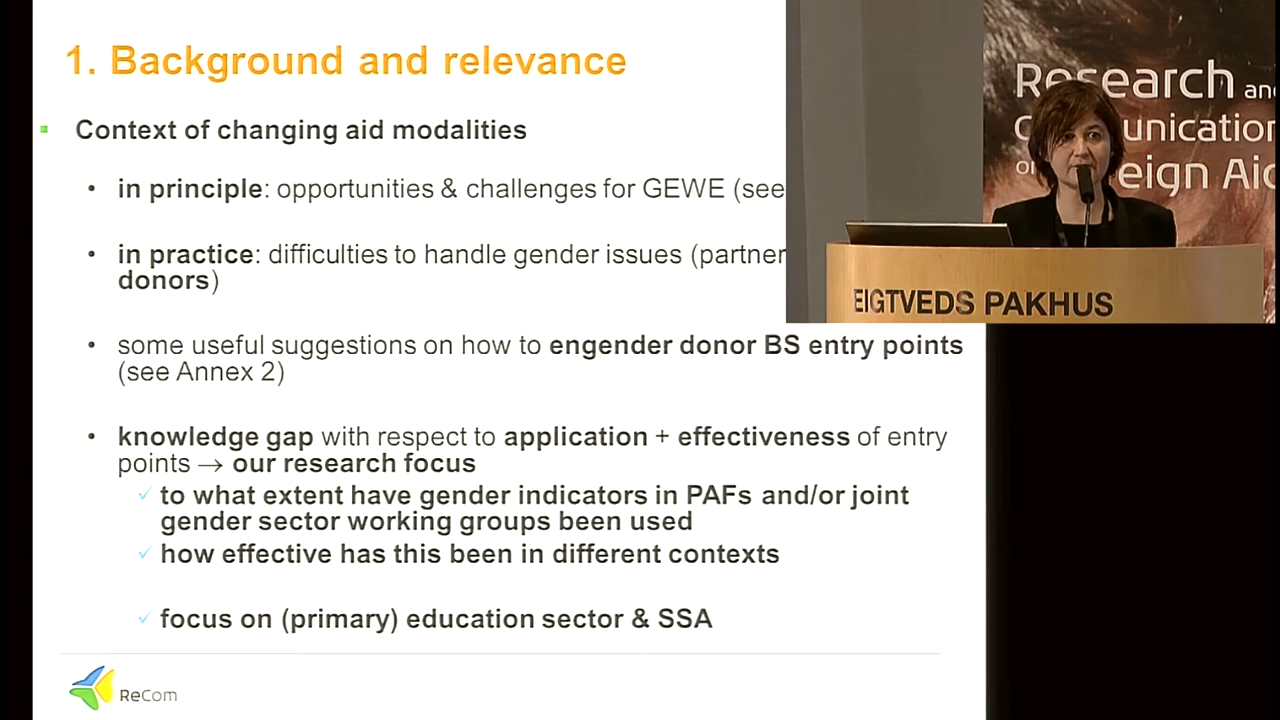 1. Background and relevance
Context of changing aid modalities
• in principle: opportunities & challenges for GEWE (see
• in practice: difficulties to handle gender issues (partner
donors)
• some useful suggestions on how to engender donor BS entry points
(see Annex 2)
• knowledge gap with respect to application + effectiveness of entry
points → our research focus
✓ to what extent have gender indicators in PAFs and/or joint
gender sector working groups been used
✓ how effective has this been in different contexts
✓ focus on (primary) education sector & SSA
ReCom
Research and
unication
on eign Aid
EIGTVEDS PAKHUS